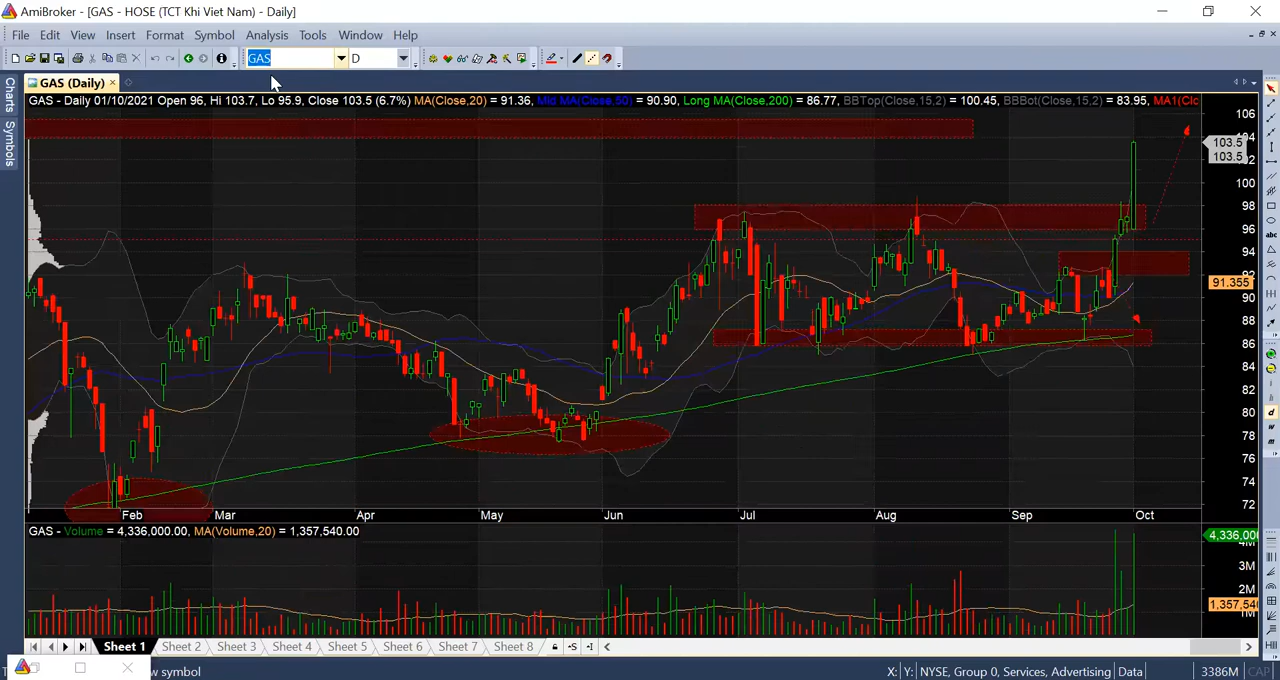 AmiBroker - [GAS - HOSE (TCT Khi Viet Nam) - Daily]
File Edit View Insert Format Symbol Analysis Tools Window Help
GAS D
Charts
Symbols
GAS (Daily)
GAS - Daily 01/10/2021 Open 96, Hi 103.7, Lo 95.9, Close 103.5 (6.7%) MA(Close,20) = 91.36, Mid MA(Close,50) = 90.90, Long MA(Close,200) = 86.77, BBTop(Close,15,2) = 100.45, BBBot(Close,15,2) = 83.95, MA1(Clo
106
104
103.5
102
103.5
100
98
96
94
92
91.355
90
88
86
84
82
80
78
76
74
72
Feb Mar Apr May Jun Jul Aug Sep Oct
GAS - Volume = 4,336,000.00, MA(Volume,20) = 1,357,540.00
4,336,000
4M
3M
2M
1,357,540
abc
d
w
m
Sheet 1 Sheet 2 Sheet 3 Sheet 4 Sheet 5 Sheet 6 Sheet 7 Sheet 8
w symbol X: Y: NYSE, Group 0, Services, Advertising Data 3386M CAP